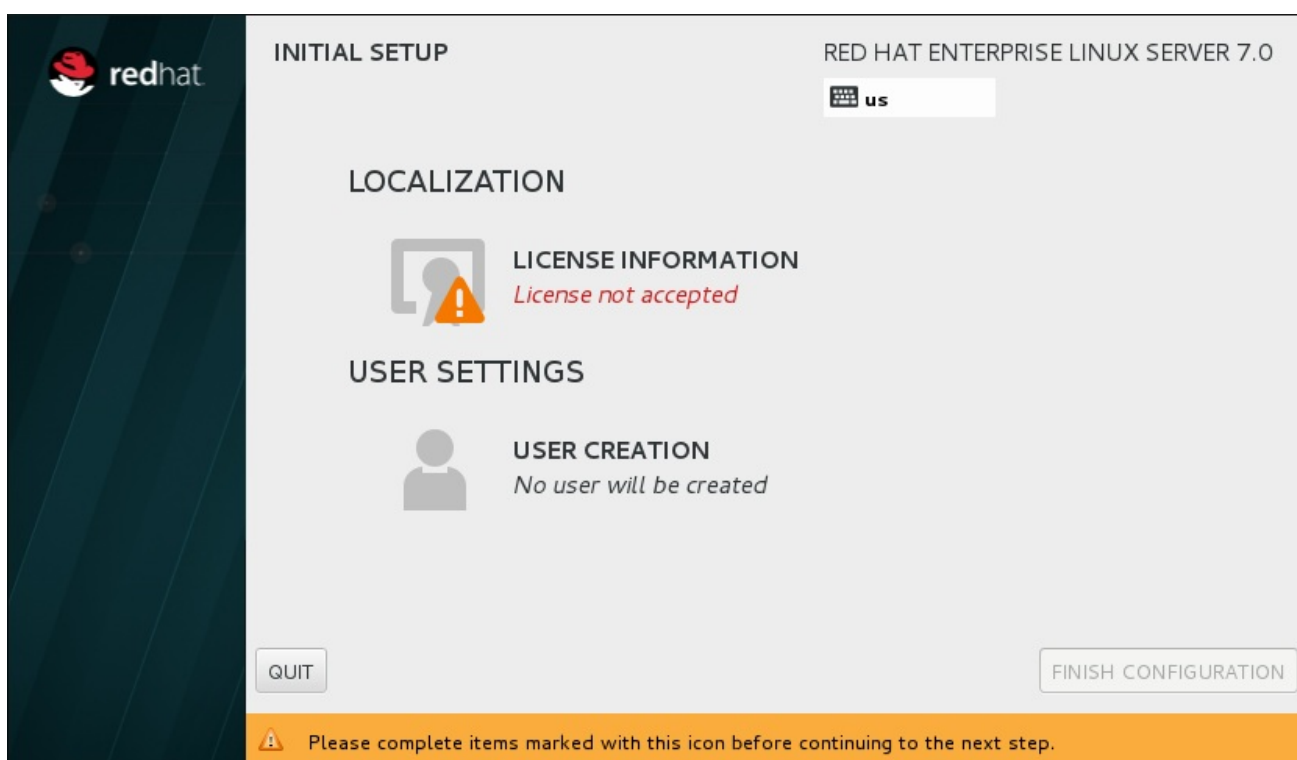 redhat.
INITIAL SETUP
RED HAT ENTERPRISE LINUX SERVER 7.0
us
LOCALIZATION
LICENSE INFORMATION
License not accepted
USER SETTINGS
USER CREATION
No user will be created
QUIT
FINISH CONFIGURATION
Please complete items marked with this icon before continuing to the next step.